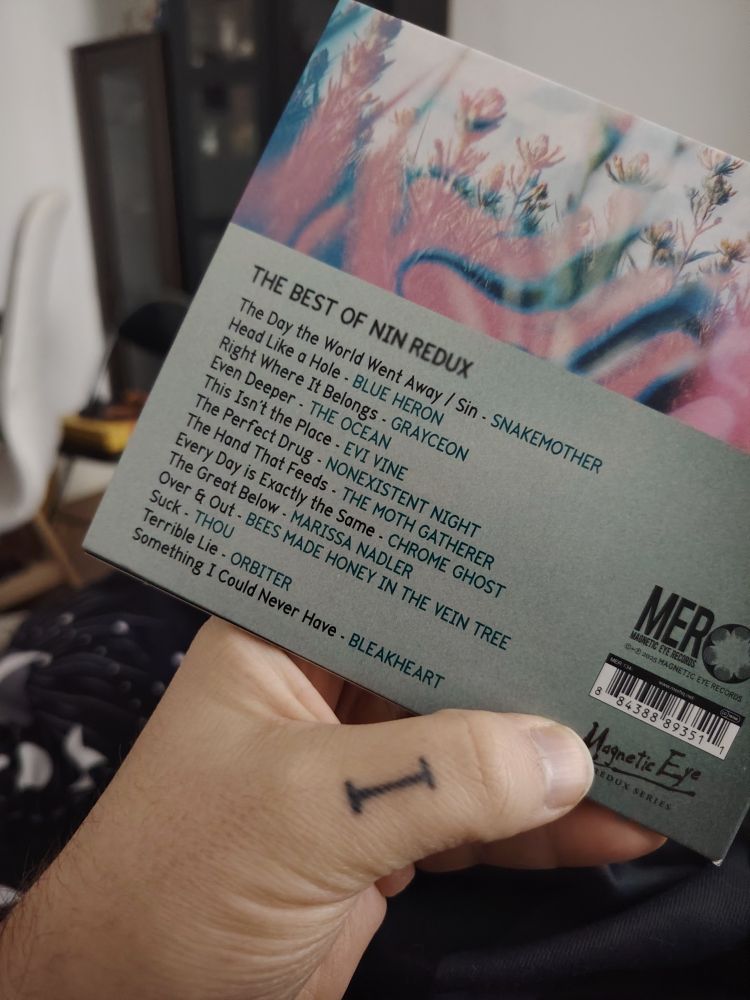 THE BEST OF NIN REDUX
The Day the World Went Away / Sin - SNAKEMOTHER
Head Like a Hole - BLUE HERON
Right Where It Belongs - GRAYCEON
Even Deeper - THE OCEAN
This Isn't the Place - EVI VINE
The Perfect Drug - NONEXISTENT NIGHT
The Hand That Feeds - THE MOTH GATHERER
Every Day is Exactly the Same - CHROME GHOST
The Great Below - MARISSA NADLER
Over & Out - BEES MADE HONEY IN THE VEIN TREE
Suck - THOU
Terrible Lie - ORBITER
Something I Could Never Have - BLEAKHEART
MER
MAGNETIC EYE RECORDS
©+℗ 2025 MAGNETIC EYE RECORDS
8 84388 89351 1
Magnetic Eye
REDUX SERIES
I